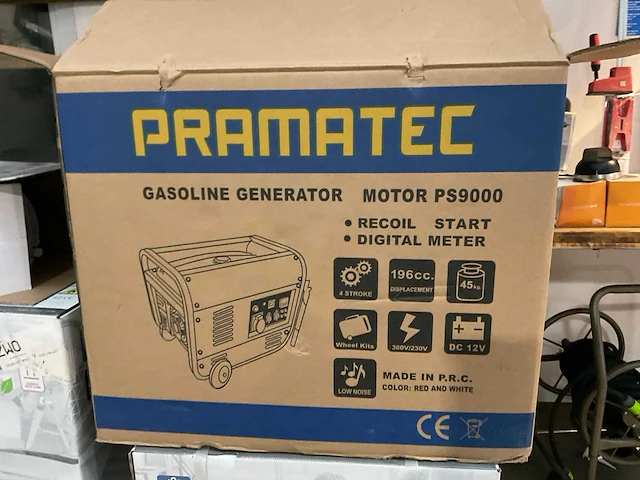 PRAMATEC
GASOLINE GENERATOR MOTOR PS9000
• RECOIL START
• DIGITAL METER
4 STROKE
196cc.
DISPLACEMENT
45kg
Wheel Kits
380V/230V
DC 12V
LOW NOISE
MADE IN P.R.C.
COLOR: RED AND WHITE
CE